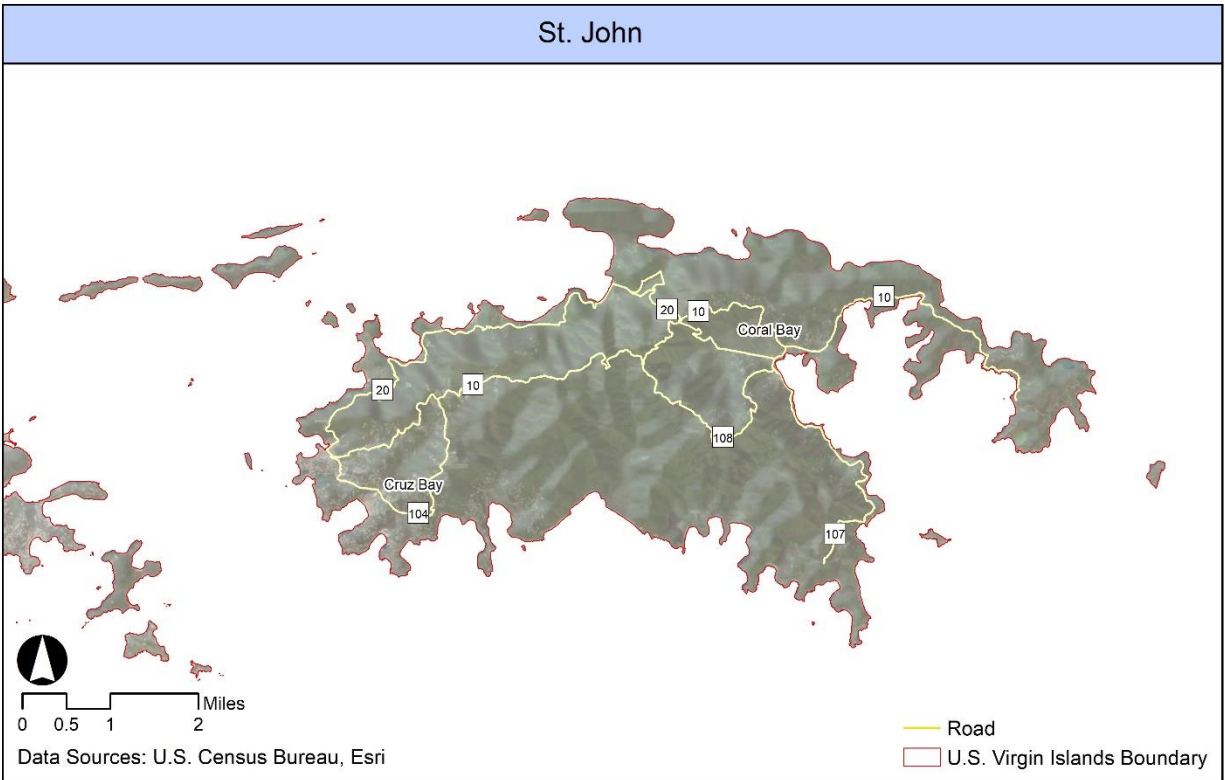 St. John
10
20
10
Coral Bay
20
10
108
Cruz Bay
104
107
Miles
0 0.5 1 2
Road
Data Sources: U.S. Census Bureau, Esri
U.S. Virgin Islands Boundary